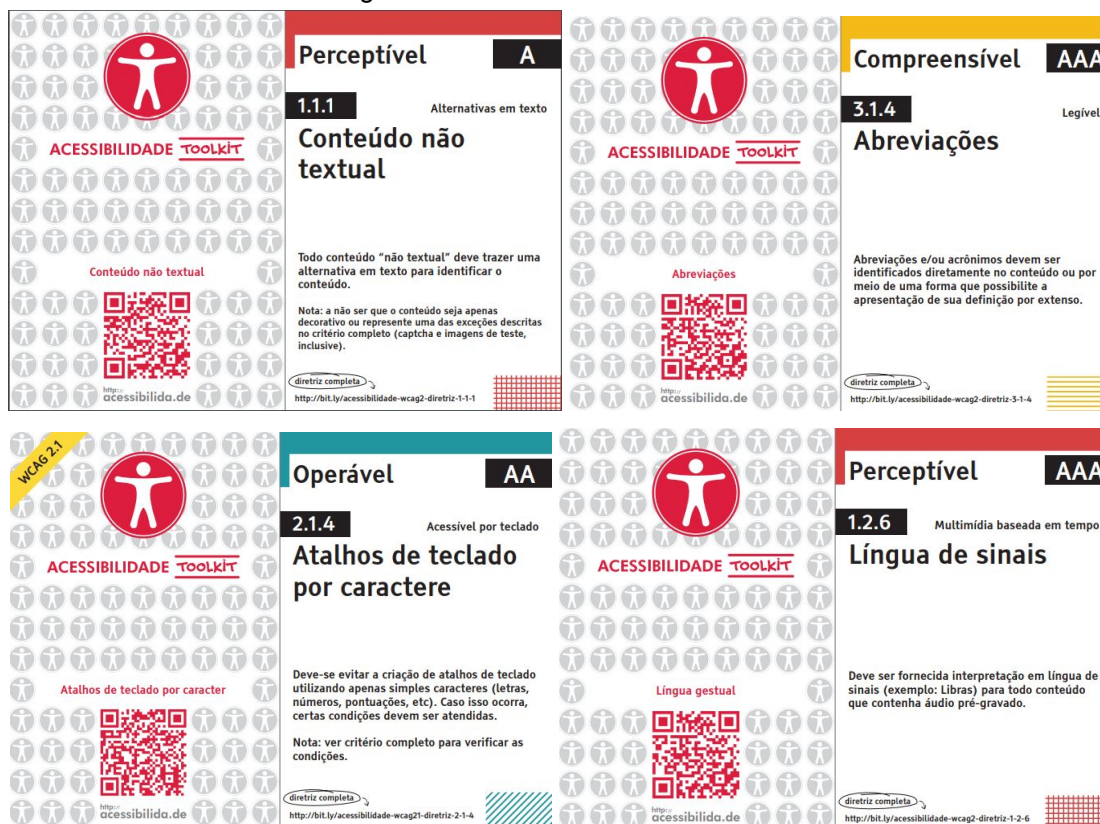 Perceptível
A
1.1.1
Alternativas em texto
Conteúdo não
textual
ACESSIBILIDADE TOOLKIT
Todo conteúdo “não textual” deve trazer uma
alternativa em texto para identificar o
conteúdo.
Nota: a não ser que o conteúdo seja apenas
decorativo ou represente uma das exceções descritas
no critério completo (captcha e imagens de teste,
inclusive).
Conteúdo não textual
http://
acessibilida.de
diretriz completa
http://bit.ly/acessibilidade-wcag2-diretriz-1-1-1
Compreensível
AAA
3.1.4
Legível
Abreviações
ACESSIBILIDADE TOOLKIT
Abreviações e/ou acrônimos devem ser
identificados diretamente no conteúdo ou por
meio de uma forma que possibilite a
apresentação de sua definição por extenso.
Abreviações
http://
acessibilida.de
diretriz completa
http://bit.ly/acessibilidade-wcag2-diretriz-3-1-4
WCAG 2.1
Operável
AA
2.1.4
Acessível por teclado
Atalhos de teclado
por caractere
ACESSIBILIDADE TOOLKIT
Deve-se evitar a criação de atalhos de teclado
utilizando apenas simples caracteres (letras,
números, pontuações, etc). Caso isso ocorra,
certas condições devem ser atendidas.
Nota: ver critério completo para verificar as
condições.
Atalhos de teclado por caracter
http://
acessibilida.de
diretriz completa
http://bit.ly/acessibilidade-wcag21-diretriz-2-1-4
Perceptível
AAA
1.2.6
Multimídia baseada em tempo
Língua de sinais
ACESSIBILIDADE TOOLKIT
Deve ser fornecida interpretação em língua de
sinais (exemplo: Libras) para todo conteúdo
que contenha áudio pré-gravado.
Língua gestual
http://
acessibilida.de
diretriz completa
http://bit.ly/acessibilidade-wcag2-diretriz-1-2-6